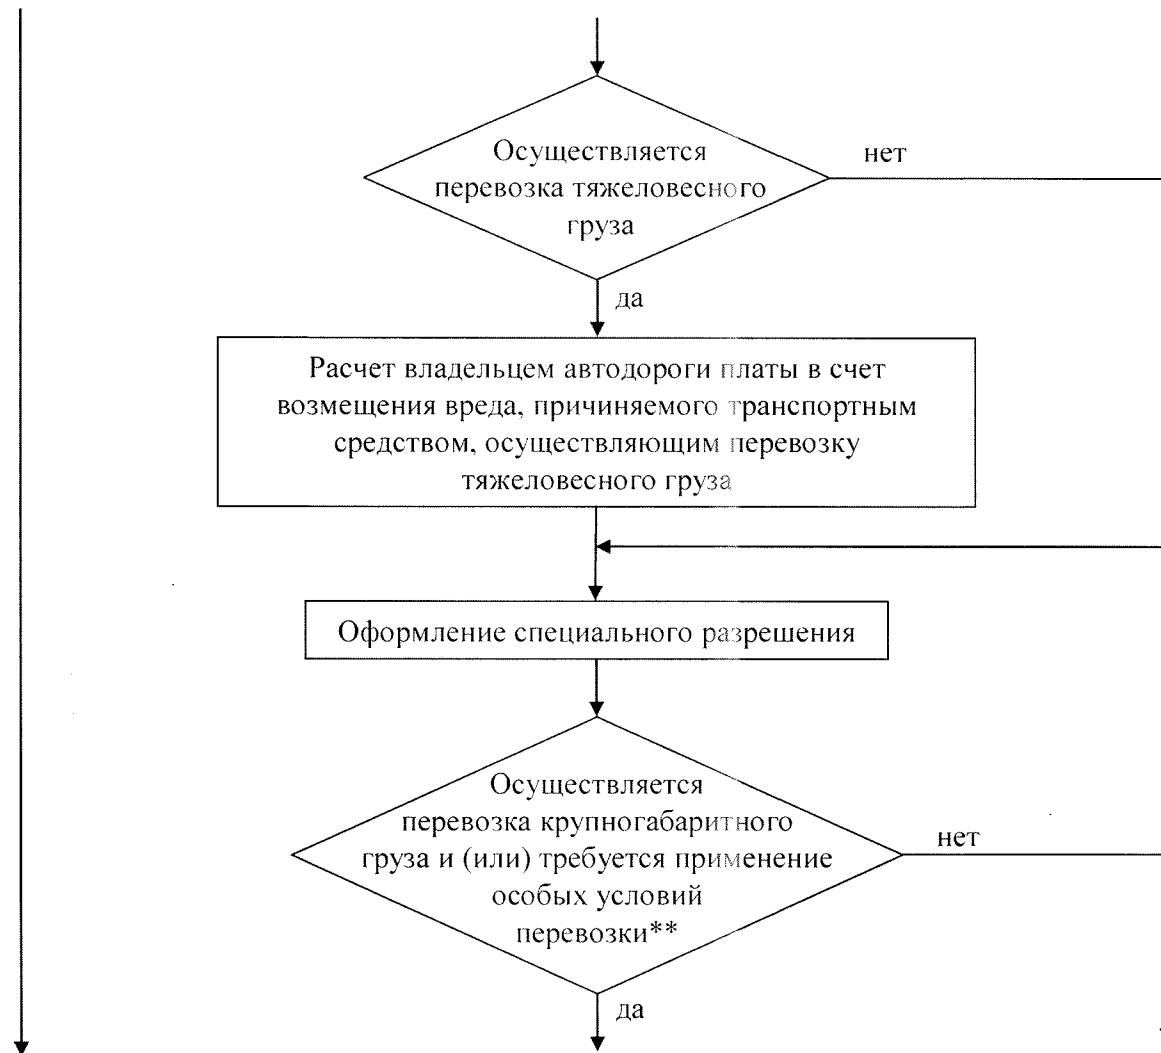 Осуществляется
перевозка тяжеловесного
груза
нет
да
Расчет владельцем автодороги платы в счет
возмещения вреда, причиняемого транспортным
средством, осуществляющим перевозку
тяжеловесного груза
Оформление специального разрешения
Осуществляется
перевозка крупногабаритного
груза и (или) требуется применение
особых условий
перевозки**
нет
да